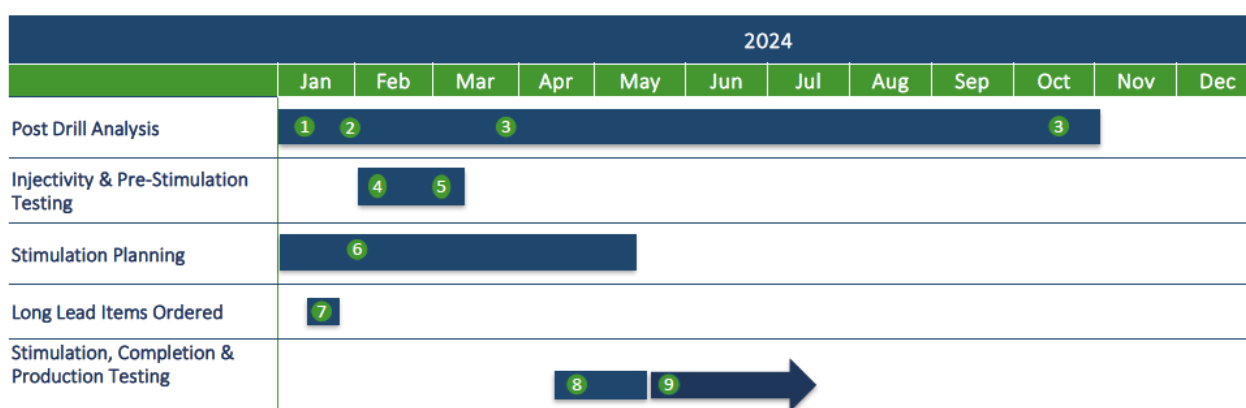 2024
Jan Feb Mar Apr May Jun Jul Aug Sep Oct Nov Dec
Post Drill Analysis 1 2 3 3
Injectivity & Pre-Stimulation
Testing
4 5
Stimulation Planning 6
Long Lead Items Ordered 7
Stimulation, Completion &
Production Testing
8 9